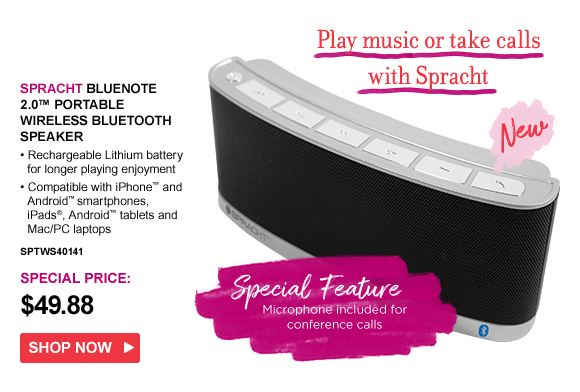 Play music or take calls
with Spracht
SPRACHT BLUENOTE
2.0™ PORTABLE
WIRELESS BLUETOOTH
SPEAKER
• Rechargeable Lithium battery
for longer playing enjoyment
• Compatible with iPhone™ and
Android™ smartphones,
iPads®, Android™ tablets and
Mac/PC laptops
SPTWS40141
SPECIAL PRICE:
$49.88
SHOP NOW
New
SPRACHT
Special Feature
Microphone included for
conference calls